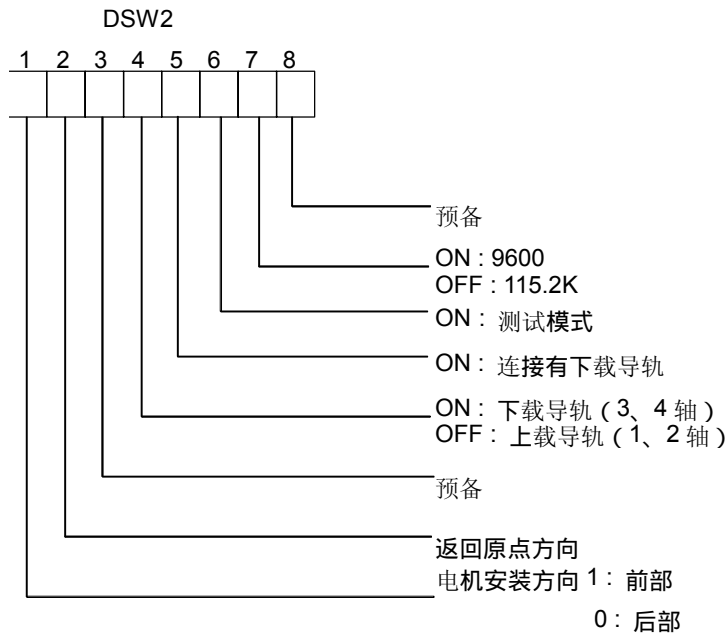 DSW2
1 2 3 4 5 6 7 8
预备
ON : 9600
OFF : 115.2K
ON : 测试模式
ON : 连接有下载导轨
ON : 下载导轨 ( 3、4 轴 )
OFF : 上载导轨 ( 1、2 轴 )
预备
返回原点方向
电机安装方向 1 : 前部
0 : 后部